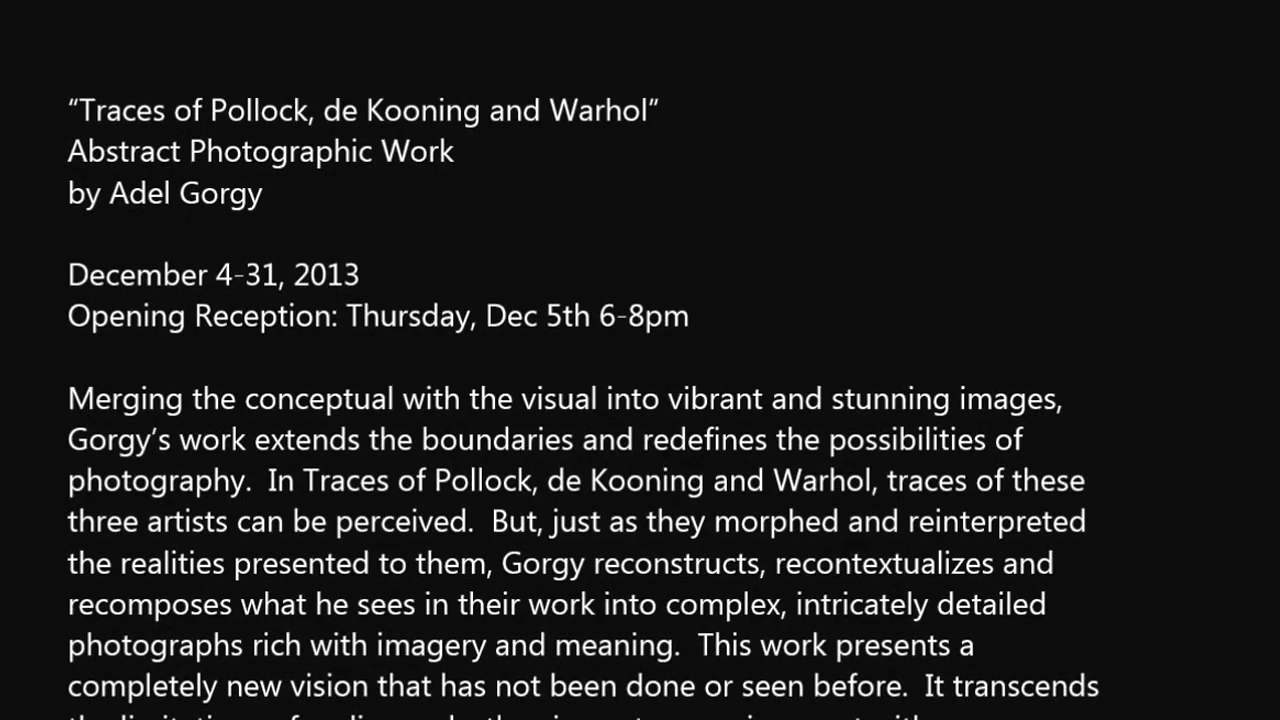 “Traces of Pollock, de Kooning and Warhol”
Abstract Photographic Work
by Adel Gorgy
December 4-31, 2013
Opening Reception: Thursday, Dec 5th 6-8pm
Merging the conceptual with the visual into vibrant and stunning images,
Gorgy’s work extends the boundaries and redefines the possibilities of
photography.  In Traces of Pollock, de Kooning and Warhol, traces of these
three artists can be perceived.  But, just as they morphed and reinterpreted
the realities presented to them, Gorgy reconstructs, recontextualizes and
recomposes what he sees in their work into complex, intricately detailed
photographs rich with imagery and meaning.  This work presents a
completely new vision that has not been done or seen before.  It transcends